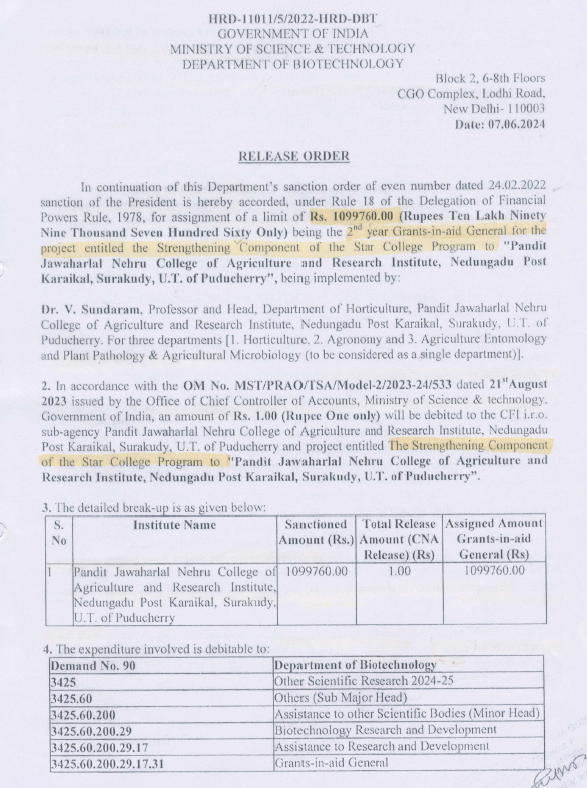 HRD-11011/5/2022-HRD-DBT
GOVERNMENT OF INDIA
MINISTRY OF SCIENCE & TECHNOLOGY
DEPARTMENT OF BIOTECHNOLOGY
Block 2, 6-8th Floors
CGO Complex, Lodhi Road,
New Delhi- 110003
Date: 07.06.2024
RELEASE ORDER
In continuation of this Department's sanction order of even number dated 24.02.2022
sanction of the President is hereby accorded, under Rule 18 of the Delegation of Financial
Powers Rule, 1978, for assignment of a limit of Rs. 1099760.00 (Rupees Ten Lakh Ninety
Nine Thousand Seven Hundred Sixty Only) being the 2nd year Grants-in-aid General for the
project entitled the Strengthening Component of the Star College Program to "Pandit
Jawaharlal Nehru College of Agriculture and Research Institute, Nedungadu Post
Karaikal, Surakudy, U.T. of Puducherry", being implemented by:
Dr. V. Sundaram, Professor and Head, Department of Horticulture, Pandit Jawaharlal Nehru
College of Agriculture and Research Institute, Nedungadu Post Karaikal, Surakudy, U.T. of
Puducherry. For three departments [1. Horticulture, 2. Agronomy and 3. Agriculture Entomology
and Plant Pathology & Agricultural Microbiology (to be considered as a single department)].
2. In accordance with the OM No. MST/PRAO/TSA/Model-2/2023-24/533 dated 21st August
2023 issued by the Office of Chief Controller of Accounts, Ministry of Science & technology,
Government of India, an amount of Rs. 1.00 (Rupee One only) will be debited to the CFI i.r.o.
sub-agency Pandit Jawaharlal Nehru College of Agriculture and Research Institute, Nedungadu
Post Karaikal, Surakudy, U.T. of Puducherry and project entitled The Strengthening Component
of the Star College Program to "Pandit Jawaharlal Nehru College of Agriculture and
Research Institute, Nedungadu Post Karaikal, Surakudy, U.T. of Puducherry".
3. The detailed break-up is as given below:
S. No Institute Name Sanctioned Amount (Rs.) Total Release Amount (CNA Release) (Rs) Assigned Amount Grants-in-aid General (Rs)
1 Pandit Jawaharlal Nehru College of 1099760.00 1.00 1099760.00
Agriculture and Research Institute,
Nedungadu Post Karaikal, Surakudy,
U.T. of Puducherry
4. The expenditure involved is debitable to:
Demand No. 90 Department of Biotechnology
3425 Other Scientific Research 2024-25
3425.60 Others (Sub Major Head)
3425.60.200 Assistance to other Scientific Bodies (Minor Head)
3425.60.200.29 Biotechnology Research and Development
3425.60.200.29.17 Assistance to Research and Development
3425.60.200.29.17.31 Grants-in-aid General